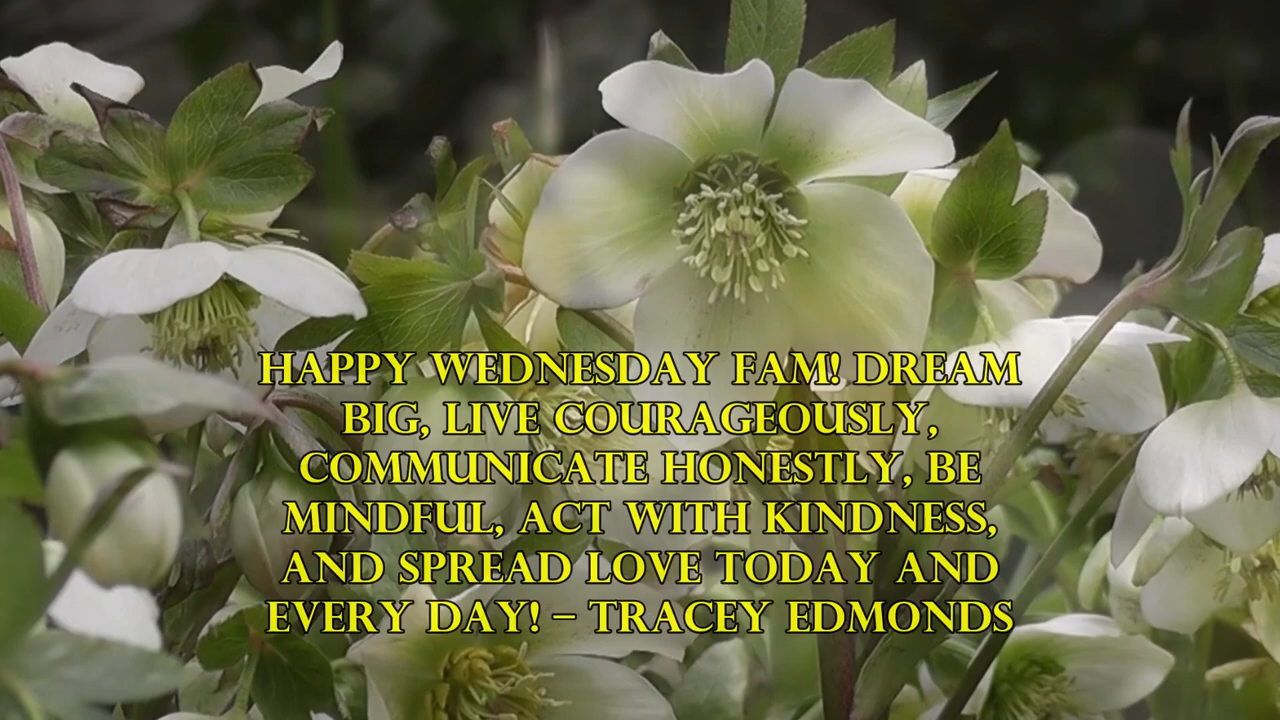 HAPPY WEDNESDAY FAM! DREAM
BIG, LIVE COURAGEOUSLY,
COMMUNICATE HONESTLY, BE
MINDFUL, ACT WITH KINDNESS,
AND SPREAD LOVE TODAY AND
EVERY DAY! – TRACEY EDMONDS